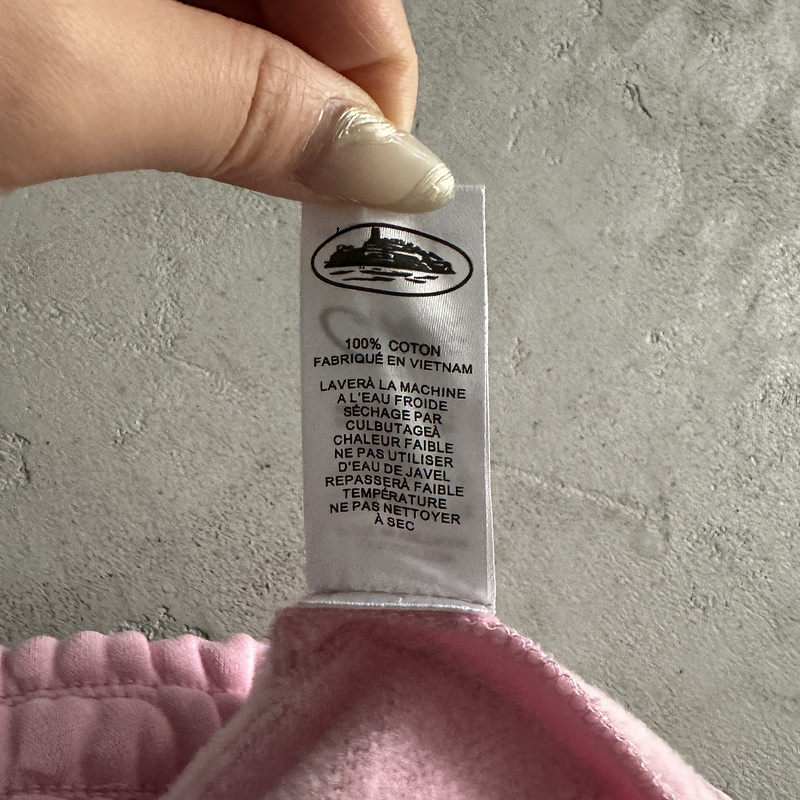 100% COTON
FABRIQUÉ EN VIETNAM
LAVERÀ LA MACHINE
A L'EAU FROIDE
SÉCHAGE PAR
CULBUTAGEÀ
CHALEUR FAIBLE
NE PAS UTILISER
D'EAU DE JAVEL
REPASSERÀ FAIBLE
TEMPÉRATURE
NE PAS NETTOYER
À SEC